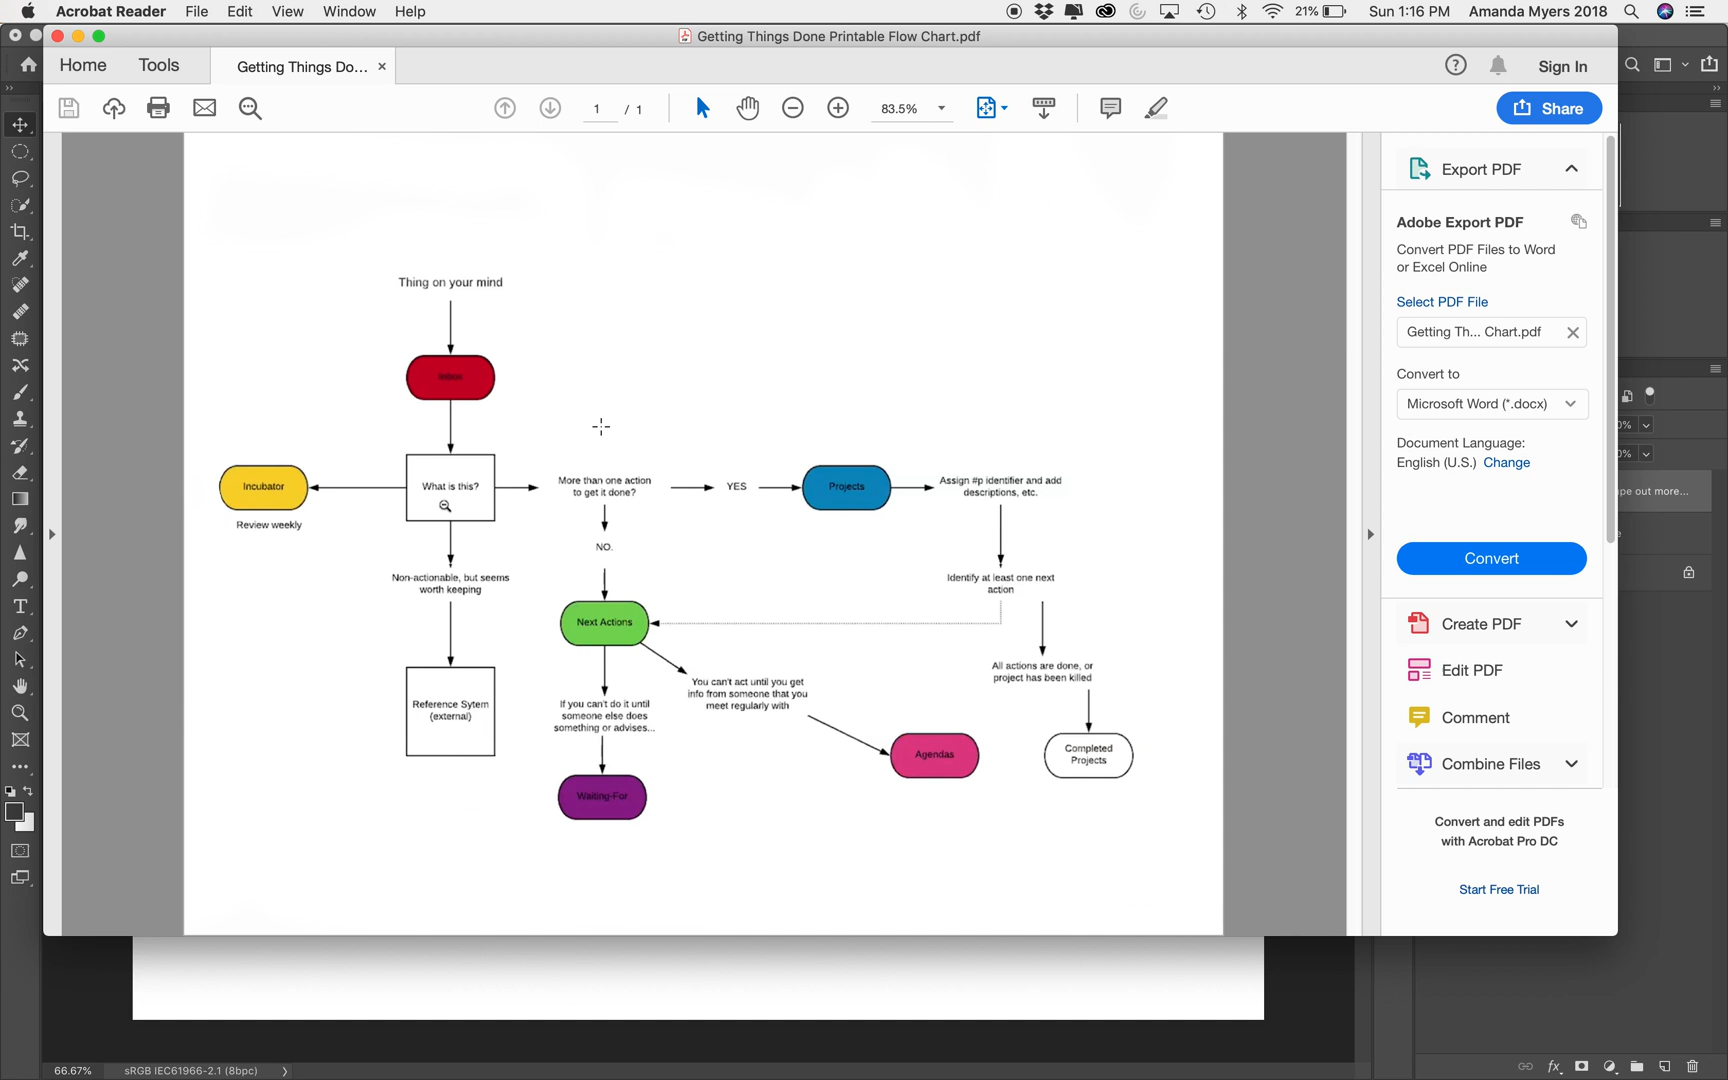 Acrobat Reader File Edit View Window Help 21% Sun 1:16 PM Amanda Myers 2018
Getting Things Done Printable Flow Chart.pdf
Home Tools Getting Things Do... × Sign In
1 / 1 83.5% Share
Export PDF
Adobe Export PDF
Convert PDF Files to Word
or Excel Online
Select PDF File
Getting Th... Chart.pdf
Convert to
Microsoft Word (*.docx)
Document Language:
English (U.S.) Change
Convert
Create PDF
Edit PDF
Comment
Combine Files
Convert and edit PDFs
with Acrobat Pro DC
Start Free Trial
Thing on your mind
Inbox
Incubator
Review weekly
What is this?
More than one action
to get it done?
YES
Projects
Assign #p identifier and add
descriptions, etc.
NO.
Non-actionable, but seems
worth keeping
Identify at least one next
action
Next Actions
Reference Sytem
(external)
If you can't do it until
someone else does
something or advises...
You can't act until you get
info from someone that you
meet regularly with
All actions are done, or
project has been killed
Agendas
Completed
Projects
Waiting-For
0%
0%
pe out more...
66.67% sRGB IEC61966-2.1 (8bpc)
fx